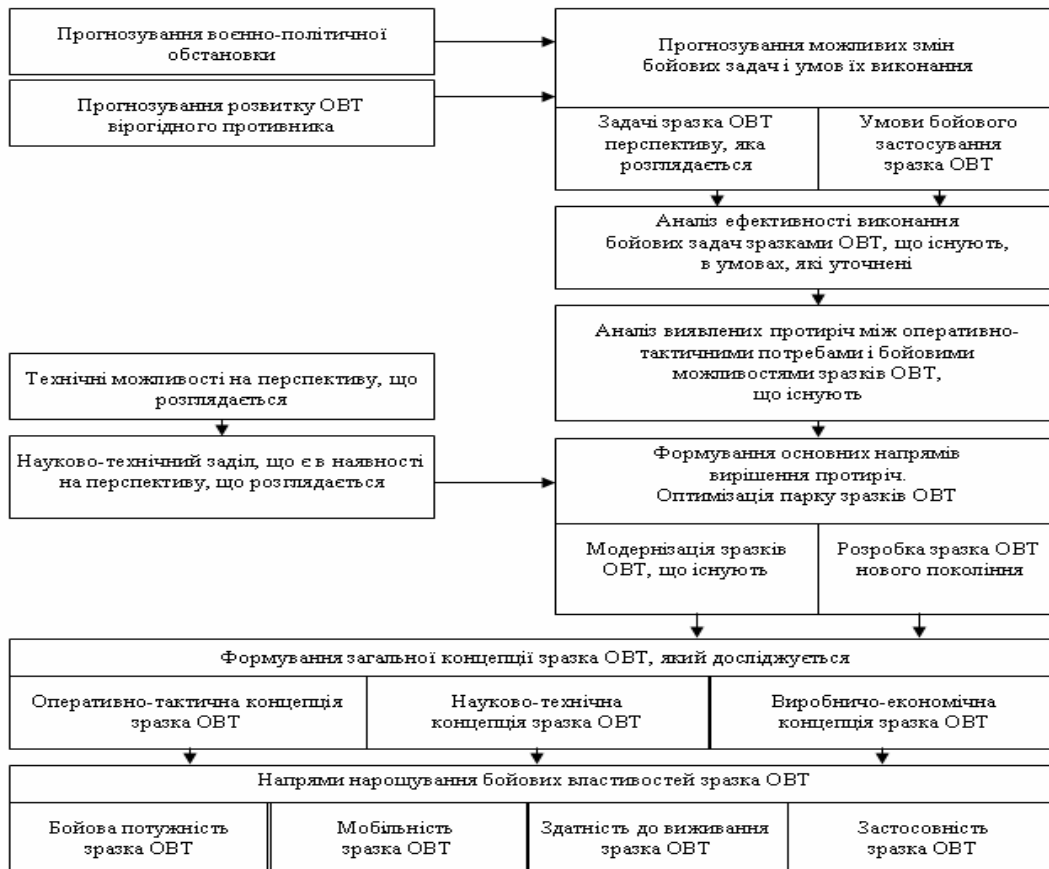 Прогнозування воєнно-політичної
обстановки
Прогнозування розвитку ОВТ
вірогідного противника
Прогнозування можливих змін
бойових задач і умов їх виконання
Задачі зразка ОВТ
перспективу, яка
розглядається
Умови бойового
застосування
зразка ОВТ
Аналіз ефективності виконання
бойових задач зразками ОВТ, що існують,
в умовах, які уточнені
Аналіз виявлених протиріч між оперативно-
тактичними потребами і бойовими
можливостями зразків ОВТ,
що існують
Технічні можливості на перспективу, що
розглядається
Науково-технічний заділ, що є в наявності
на перспективу, що розглядається
Формування основних напрямів
вирішення протиріч.
Оптимізація парку зразків ОВТ
Модернізація зразків
ОВТ, що існують
Розробка зразка ОВТ
нового покоління
Формування загальної концепції зразка ОВТ, який досліджується
Оперативно-тактична концепція
зразка ОВТ
Науково-технічна
концепція зразка ОВТ
Виробничо-економічна
концепція зразка ОВТ
Напрями нарощування бойових властивостей зразка ОВТ
Бойова потужність
зразка ОВТ
Мобільність
зразка ОВТ
Здатність до виживання
зразка ОВТ
Застосовність
зразка ОВТ